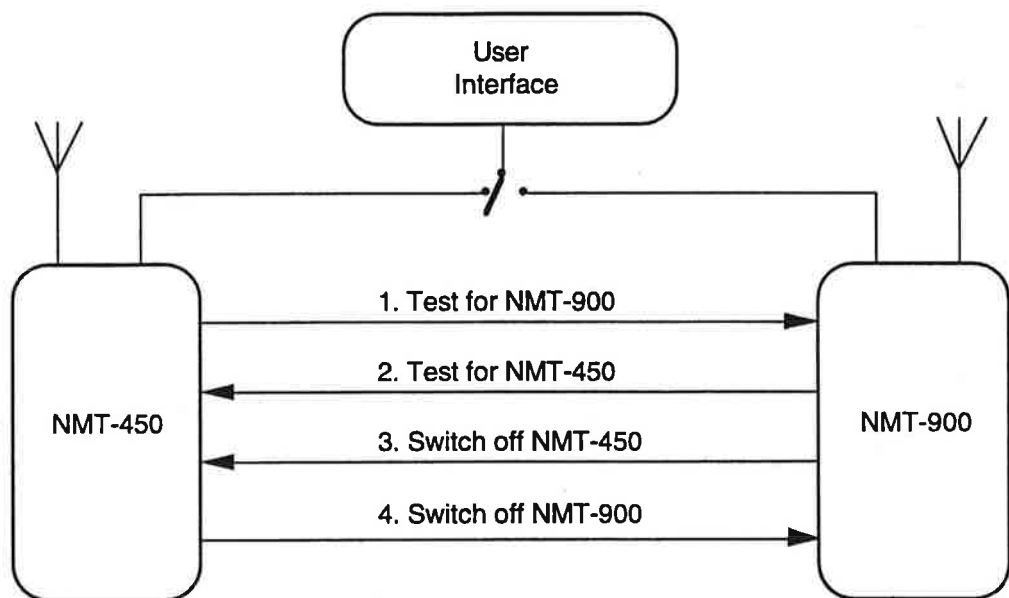 User
Interface
1. Test for NMT-900
2. Test for NMT-450
NMT-450
NMT-900
3. Switch off NMT-450
4. Switch off NMT-900